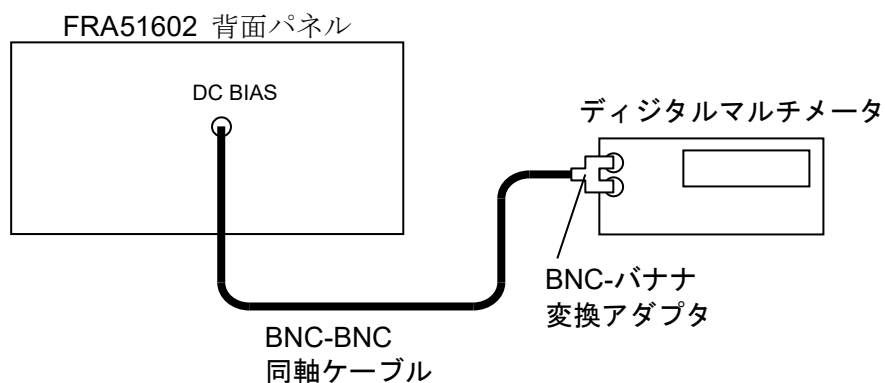 FRA51602 背面パネル
DC BIAS
ディジタルマルチメータ
BNC-バナナ
変換アダプタ
BNC-BNC
同軸ケーブル